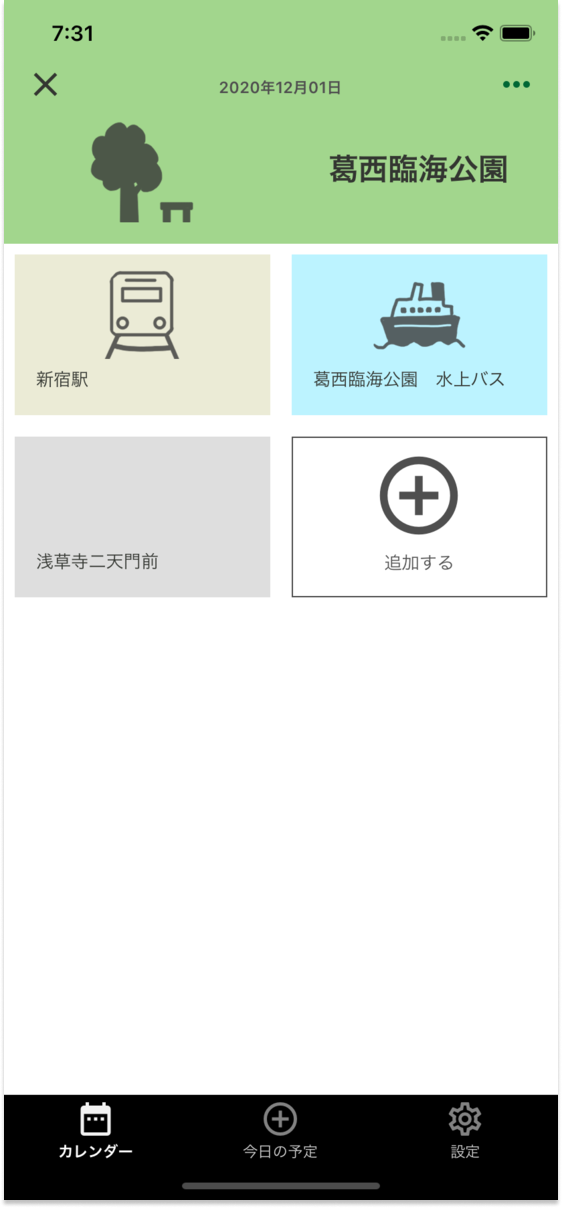 7:31
2020年12月01日
葛西臨海公園
新宿駅
葛西臨海公園　水上バス
浅草寺二天門前
追加する
カレンダー
今日の予定
設定